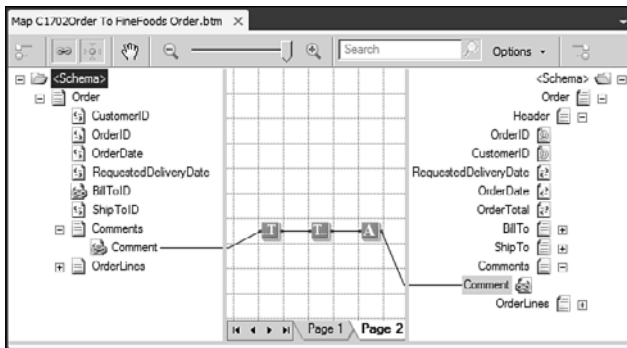 Map C1702Order To FineFoods Order.btm ×
Search
Options
<Schema>
Order
CustomerID
OrderID
OrderDate
RequestedDeliveryDate
BillToID
ShipToID
Comments
Comment
OrderLines
T T A
Page 1 Page 2
<Schema>
Order
Header
OrderID
CustomerID
RequestedDeliveryDate
OrderDate
OrderTotal
BillTo
ShipTo
Comments
Comment
OrderLines